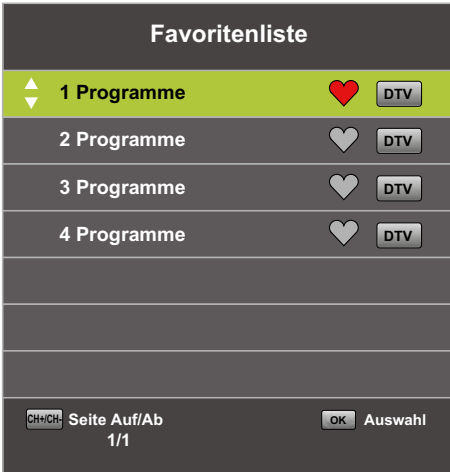 Favoritenliste
1 Programme DTV
2 Programme DTV
3 Programme DTV
4 Programme DTV
CH+/CH- Seite Auf/Ab OK Auswahl
1/1